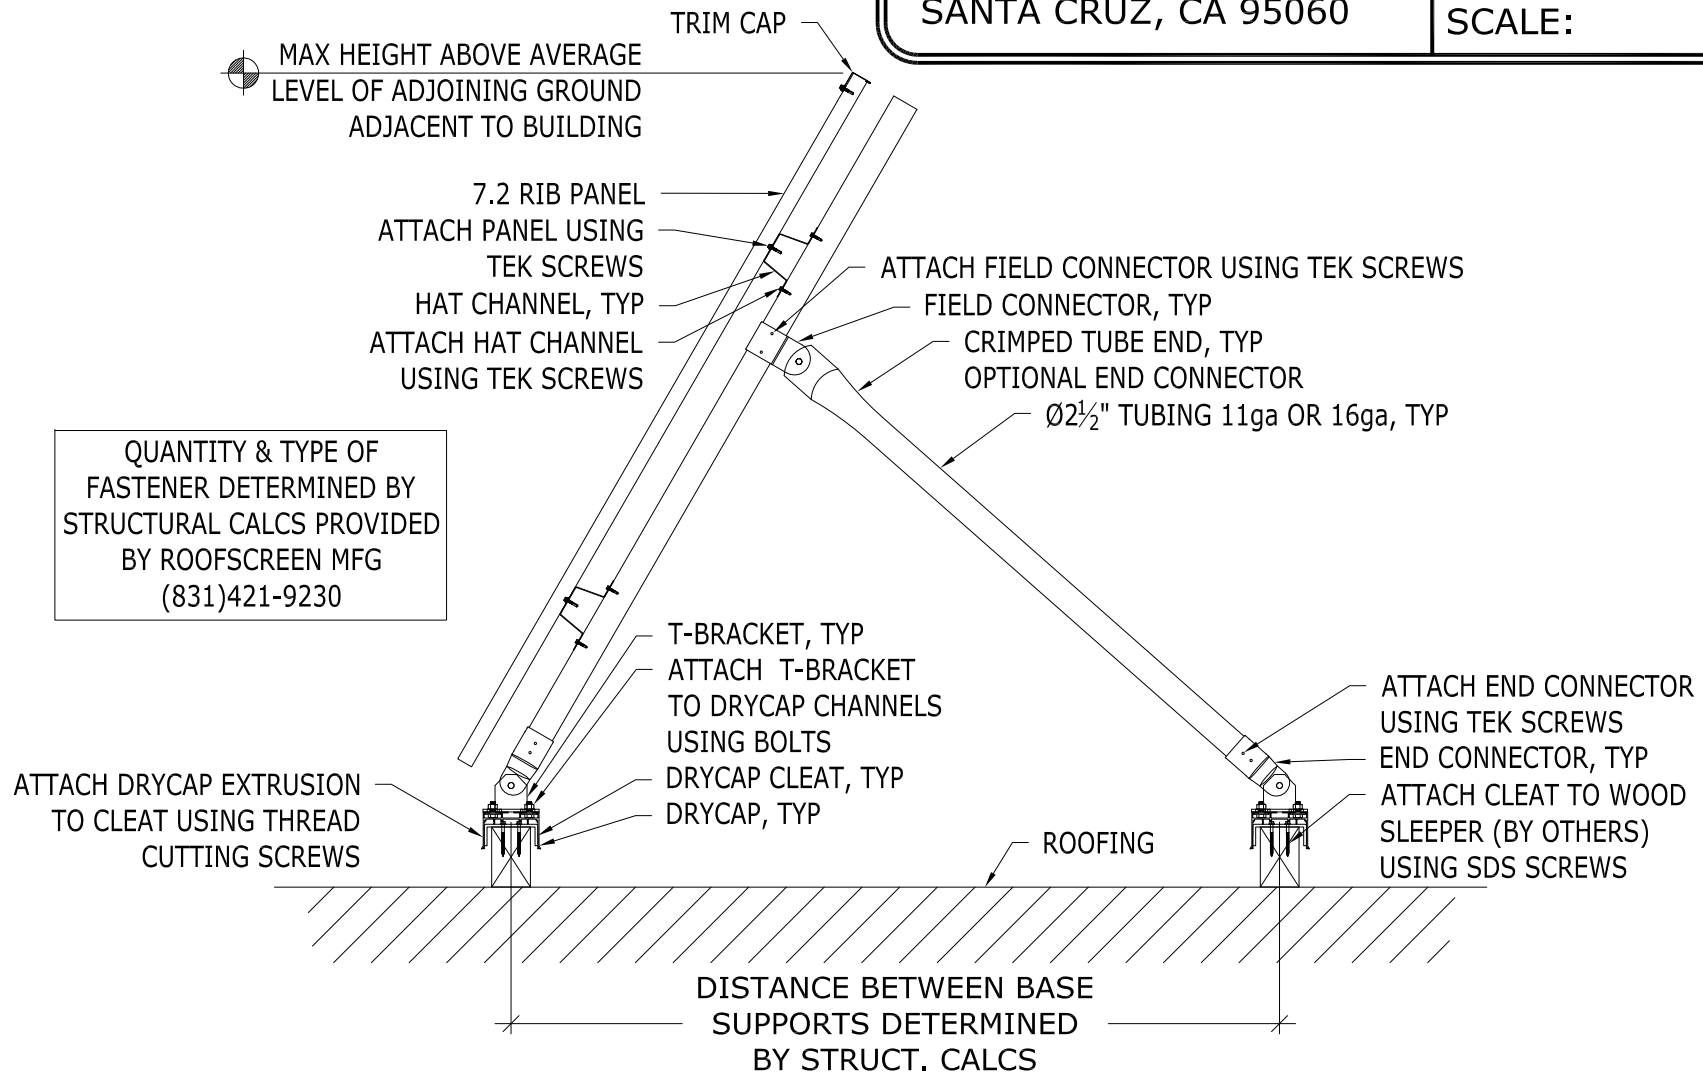 SANTA CRUZ, CA 95060
SCALE:
TRIM CAP
MAX HEIGHT ABOVE AVERAGE
LEVEL OF ADJOINING GROUND
ADJACENT TO BUILDING
7.2 RIB PANEL
ATTACH PANEL USING
TEK SCREWS
HAT CHANNEL, TYP
ATTACH HAT CHANNEL
USING TEK SCREWS
ATTACH FIELD CONNECTOR USING TEK SCREWS
FIELD CONNECTOR, TYP
CRIMPED TUBE END, TYP
OPTIONAL END CONNECTOR
Ø2½" TUBING 11ga OR 16ga, TYP
QUANTITY & TYPE OF
FASTENER DETERMINED BY
STRUCTURAL CALCS PROVIDED
BY ROOFSCREEN MFG
(831)421-9230
T-BRACKET, TYP
ATTACH T-BRACKET
TO DRYCAP CHANNELS
USING BOLTS
DRYCAP CLEAT, TYP
DRYCAP, TYP
ATTACH DRYCAP EXTRUSION
TO CLEAT USING THREAD
CUTTING SCREWS
ROOFING
ATTACH END CONNECTOR
USING TEK SCREWS
END CONNECTOR, TYP
ATTACH CLEAT TO WOOD
SLEEPER (BY OTHERS)
USING SDS SCREWS
DISTANCE BETWEEN BASE
SUPPORTS DETERMINED
BY STRUCT. CALCS